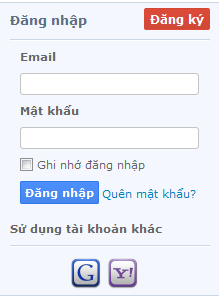 Đăng nhập Đăng ký
Email
Mật khẩu
Ghi nhớ đăng nhập
Đăng nhập Quên mật khẩu?
Sử dụng tài khoản khác
G Y!